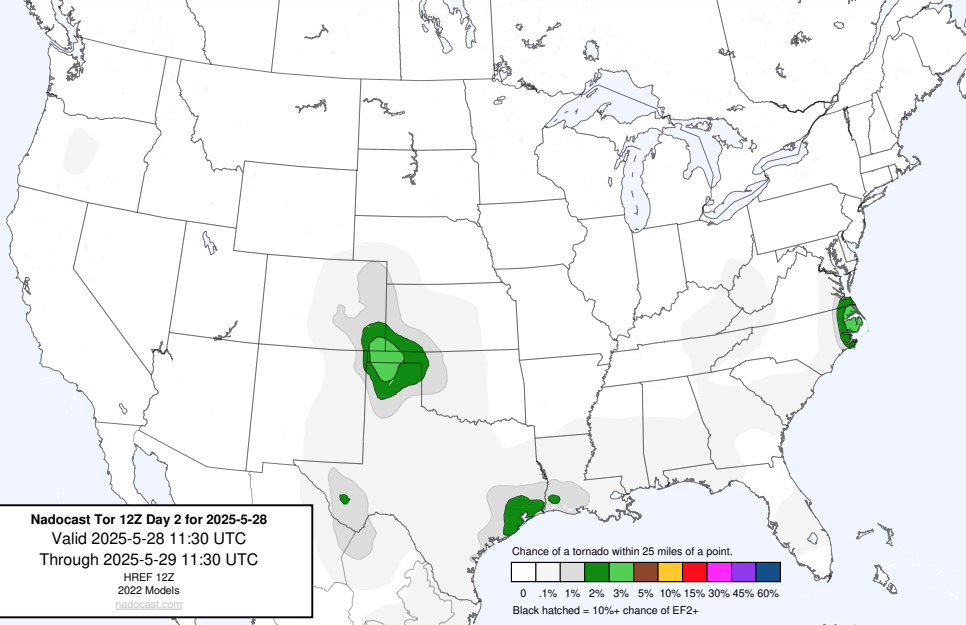 Nadocast Tor 12Z Day 2 for 2025-5-28
Valid 2025-5-28 11:30 UTC
Through 2025-5-29 11:30 UTC
HREF 12Z
2022 Models
nadocast.com
Chance of a tornado within 25 miles of a point.
0 .1% 1% 2% 3% 5% 10% 15% 30% 45% 60%
Black hatched = 10%+ chance of EF2+